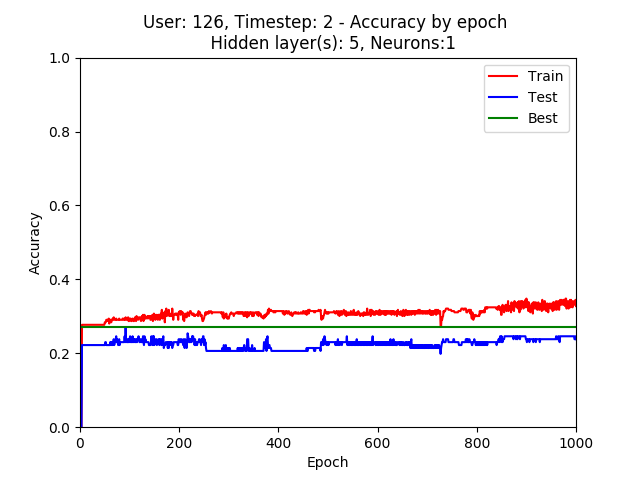 User: 126, Timestep: 2 - Accuracy by epoch
Hidden layer(s): 5, Neurons:1
Train
Test
Best
1.0
0.8
0.6
0.4
0.2
0.0
Accuracy
0
200
400
600
800
1000
Epoch